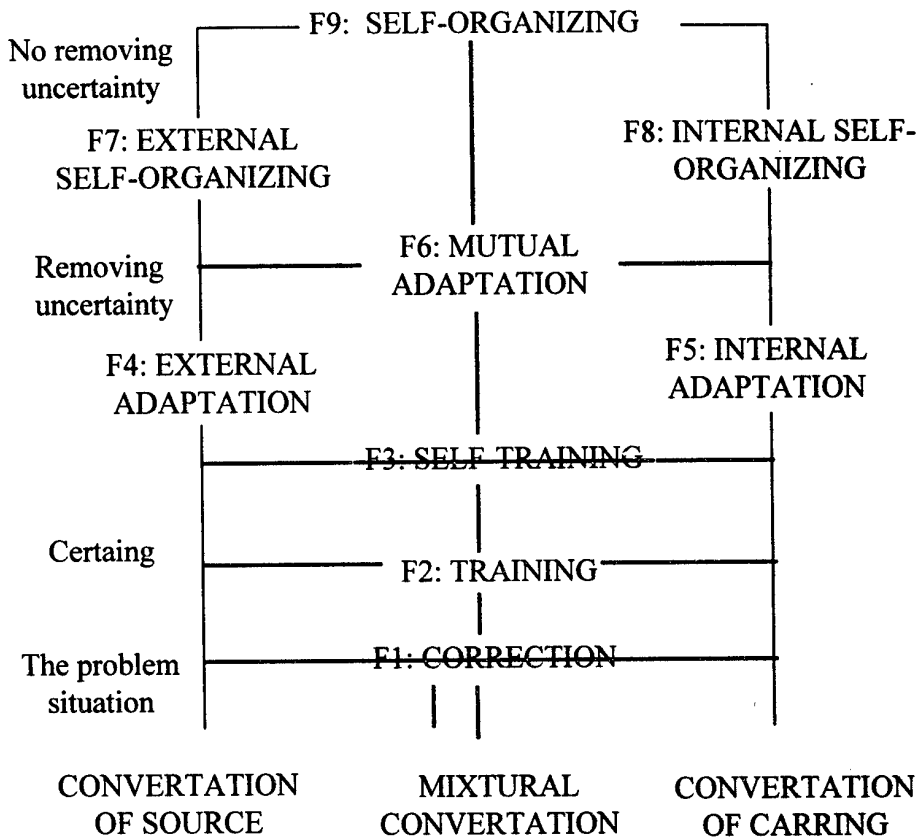 F9: SELF-ORGANIZING
No removing
uncertainty
F7: EXTERNAL
SELF-ORGANIZING
F8: INTERNAL SELF-
ORGANIZING
F6: MUTUAL
ADAPTATION
Removing
uncertainty
F4: EXTERNAL
ADAPTATION
F5: INTERNAL
ADAPTATION
F3: SELF-TRAINING
Certaing
F2: TRAINING
F1: CORRECTION
The problem
situation
CONVERTATION
OF SOURCE
MIXTURAL
CONVERTATION
CONVERTATION
OF CARRING